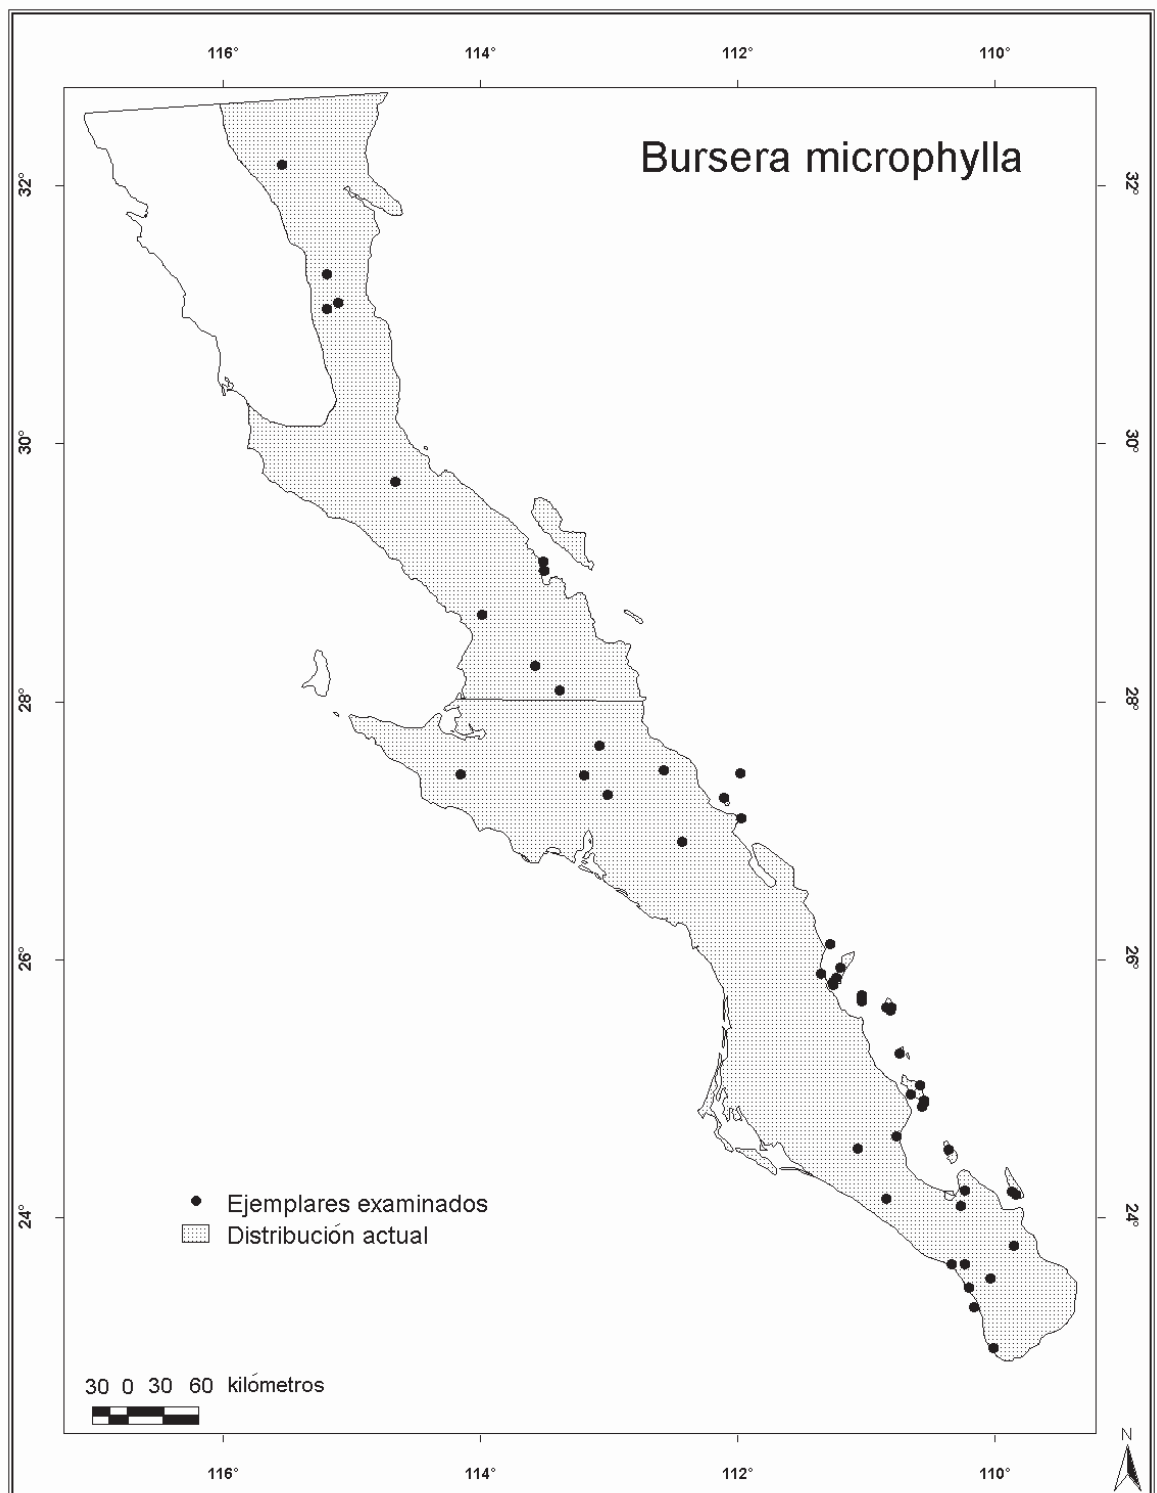 116° 114° 112° 110°
Bursera microphylla
32° 32°
30° 30°
28° 28°
26° 26°
24° 24°
Ejemplares examinados
Distribución actual
30 0 30 60 kilómetros
N
116° 114° 112° 110°